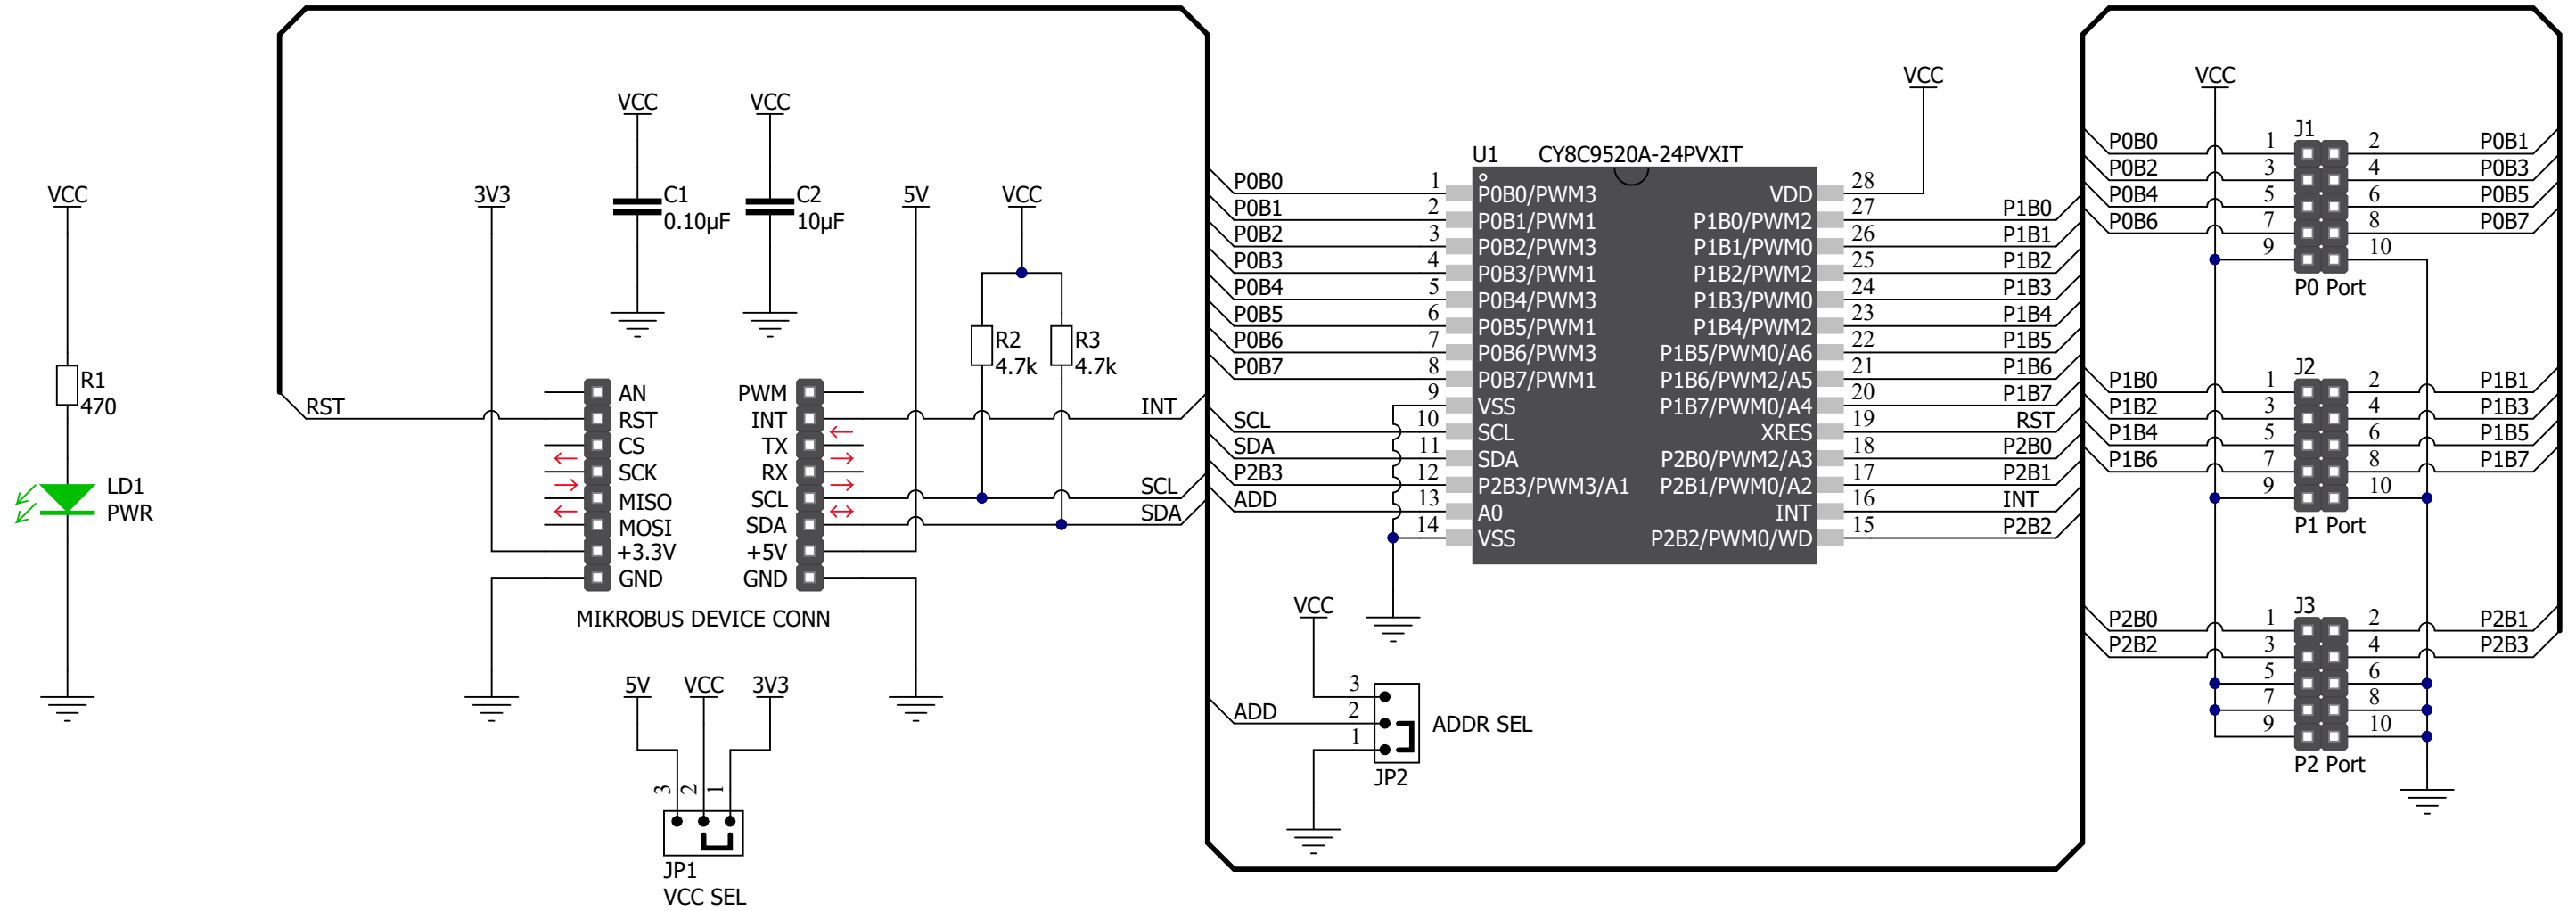 VCC
R1
470
LD1
PWR
RST
3V3
VCC
C1
0.10µF
VCC
C2
10µF
5V
VCC
R2
4.7k
R3
4.7k
AN
RST
CS
SCK
MISO
MOSI
+3.3V
GND
PWM
INT
TX
RX
SCL
SDA
+5V
GND
MIKROBUS DEVICE CONN
INT
SCL
SDA
5V VCC 3V3
3 2 1
JP1
VCC SEL
U1 CY8C9520A-24PVXIT
P0B0 1 P0B0/PWM3
P0B1 2 P0B1/PWM1
P0B2 3 P0B2/PWM3
P0B3 4 P0B3/PWM1
P0B4 5 P0B4/PWM3
P0B5 6 P0B5/PWM1
P0B6 7 P0B6/PWM3
P0B7 8 P0B7/PWM1
9 VSS
SCL 10 SCL
SDA 11 SDA
P2B3 12 P2B3/PWM3/A1
ADD 13 A0
14 VSS
VCC
VDD 28
P1B0/PWM2 27 P1B0
P1B1/PWM0 26 P1B1
P1B2/PWM2 25 P1B2
P1B3/PWM0 24 P1B3
P1B4/PWM2 23 P1B4
P1B5/PWM0/A6 22 P1B5
P1B6/PWM2/A5 21 P1B6
P1B7/PWM0/A4 20 P1B7
XRES 19 RST
P2B0/PWM2/A3 18 P2B0
P2B1/PWM0/A2 17 P2B1
INT 16 INT
P2B2/PWM0/WD 15 P2B2
VCC
3
ADD 2 ADDR SEL
1
JP2
VCC
J1
P0B0 1 2 P0B1
P0B2 3 4 P0B3
P0B4 5 6 P0B5
P0B6 7 8 P0B7
9 10
P0 Port
J2
P1B0 1 2 P1B1
P1B2 3 4 P1B3
P1B4 5 6 P1B5
P1B6 7 8 P1B7
9 10
P1 Port
J3
P2B0 1 2 P2B1
P2B2 3 4 P2B3
5 6
7 8
9 10
P2 Port